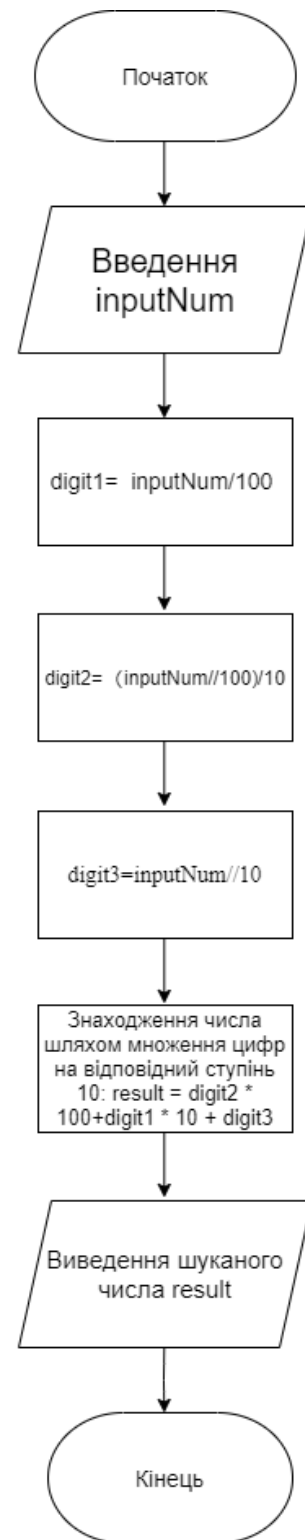 Початок
Введення
inputNum
digit1= inputNum/100
digit2= (inputNum//100)/10
digit3=inputNum//10
Знаходження числа
шляхом множення цифр
на відповідний ступінь
10: result = digit2 *
100+digit1 * 10 + digit3
Виведення шуканого
числа result
Кінець